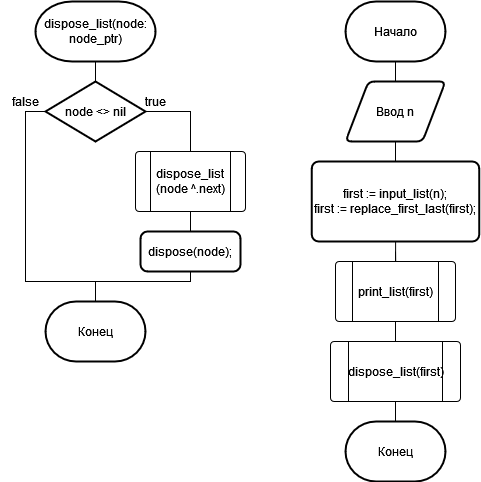 dispose_list(node:
node_ptr)
false
true
node <> nil
dispose_list
(node ^.next)
dispose(node);
Конец
Начало
Ввод n
first := input_list(n);
first := replace_first_last(first);
print_list(first)
dispose_list(first)
Конец